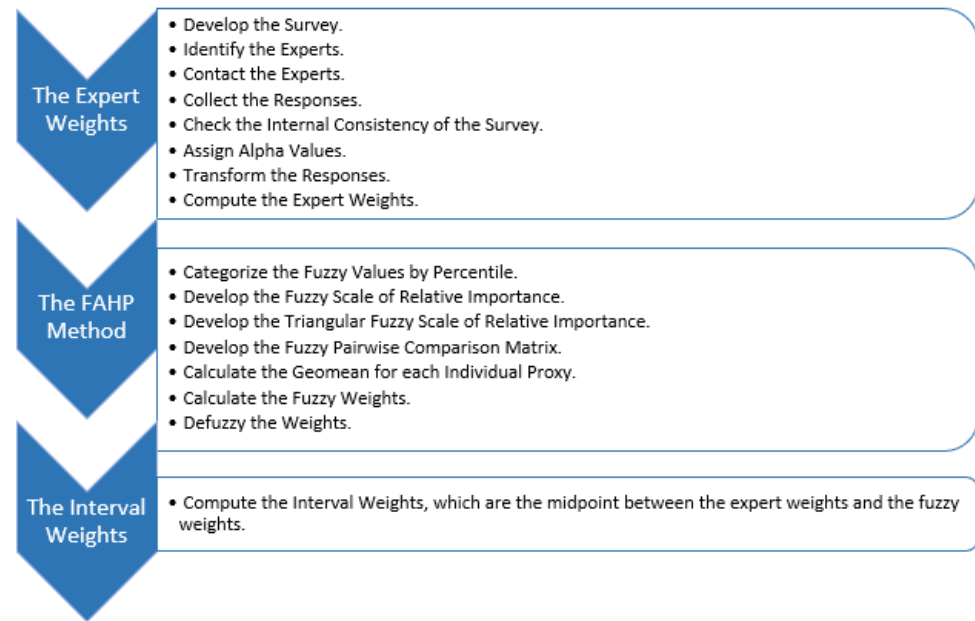 The Expert
Weights
• Develop the Survey.
• Identify the Experts.
• Contact the Experts.
• Collect the Responses.
• Check the Internal Consistency of the Survey.
• Assign Alpha Values.
• Transform the Responses.
• Compute the Expert Weights.
The FAHP
Method
• Categorize the Fuzzy Values by Percentile.
• Develop the Fuzzy Scale of Relative Importance.
• Develop the Triangular Fuzzy Scale of Relative Importance.
• Develop the Fuzzy Pairwise Comparison Matrix.
• Calculate the Geomean for each Individual Proxy.
• Calculate the Fuzzy Weights.
• Defuzzy the Weights.
The Interval
Weights
• Compute the Interval Weights, which are the midpoint between the expert weights and the fuzzy
weights.